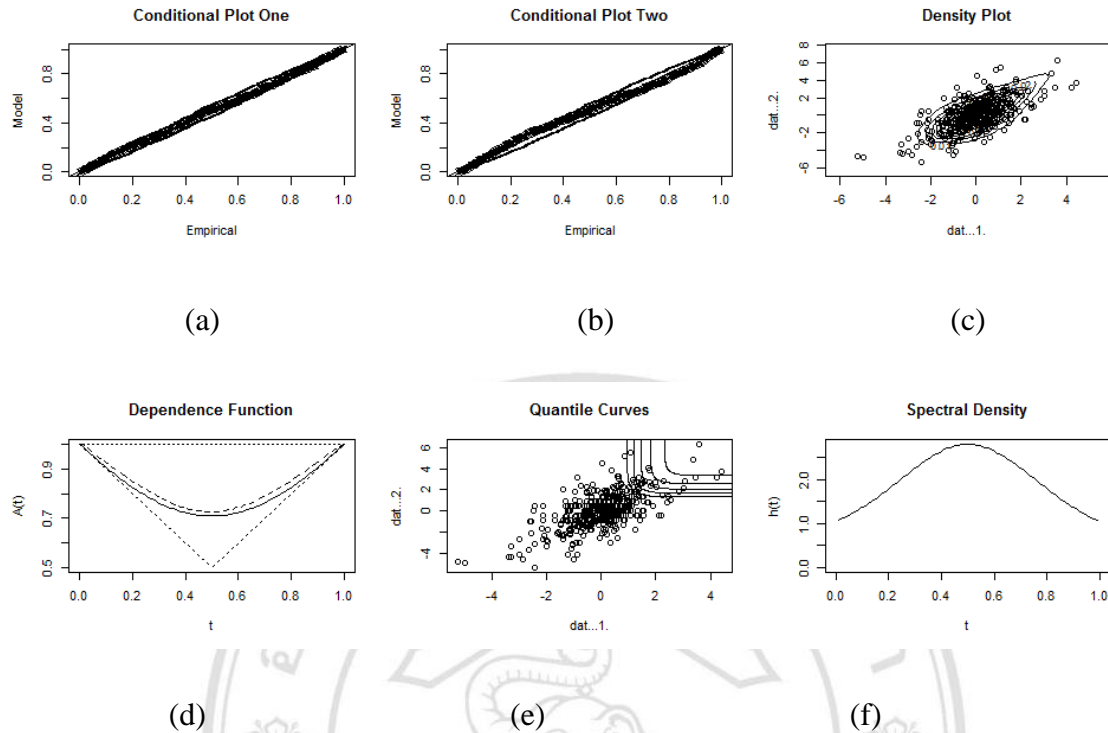 Conditional Plot One
Conditional Plot Two
Density Plot
Model
0.0
0.4
0.8
0.0 0.2 0.4 0.6 0.8 1.0
Empirical
Model
0.0
0.4
0.8
0.0 0.2 0.4 0.6 0.8 1.0
Empirical
dat...2.
-6
-2
2
4
6
8
-6 -4 -2 0 2 4
dat...1.
(a)
(b)
(c)
Dependence Function
Quantile Curves
Spectral Density
A(t)
0.5
0.7
0.9
0.0 0.2 0.4 0.6 0.8 1.0
t
dat...2.
-4
0
2
4
6
-4 -2 0 2 4
dat...1.
h(t)
0.0
1.0
2.0
0.0 0.2 0.4 0.6 0.8 1.0
t
(d)
(e)
(f)